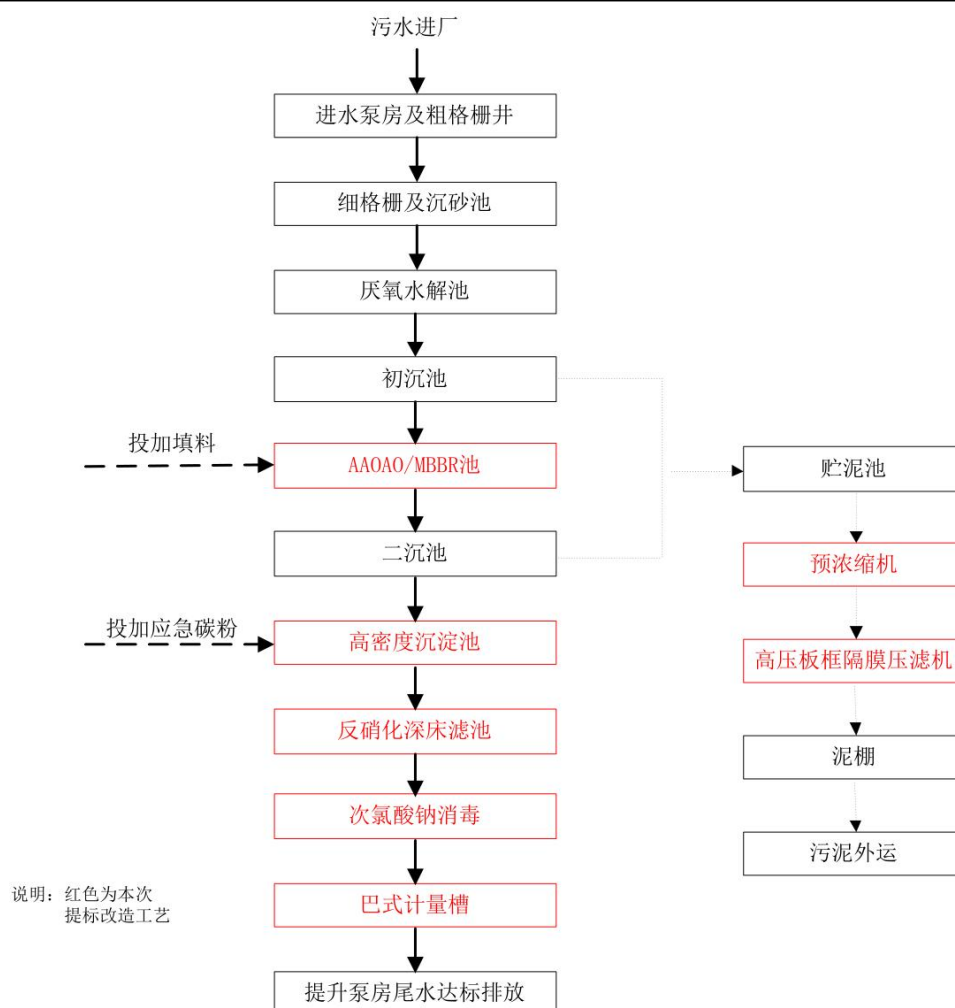 污水进厂
进水泵房及粗格栅井
细格栅及沉砂池
厌氧水解池
初沉池
投加填料
AAOAO/MBBR池
贮泥池
二沉池
预浓缩机
投加应急碳粉
高密度沉淀池
高压板框隔膜压滤机
反硝化深床滤池
泥棚
次氯酸钠消毒
污泥外运
说明：红色为本次
提标改造工艺
巴式计量槽
提升泵房尾水达标排放